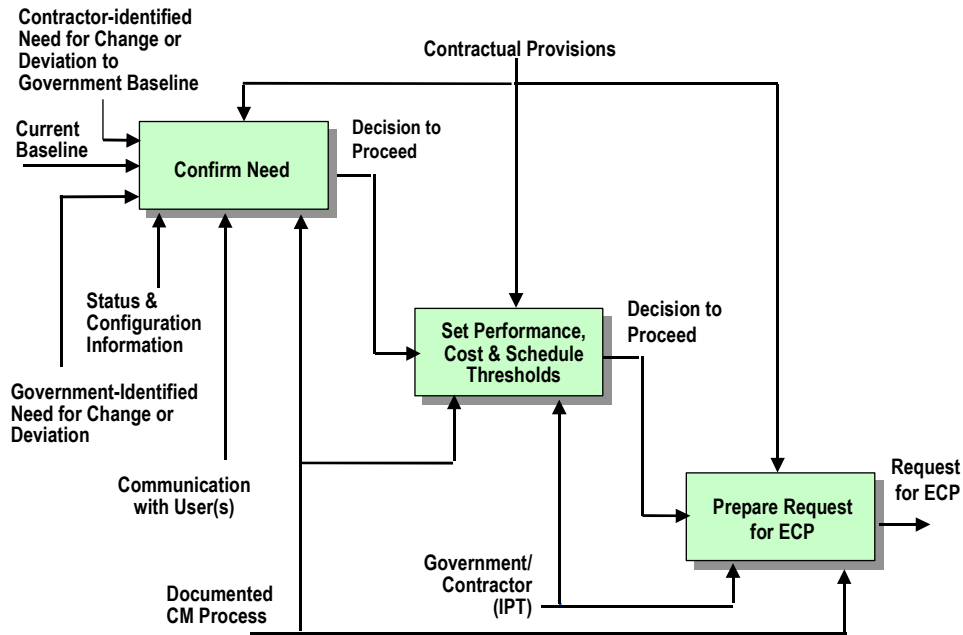 Contractor-identified
Need for Change or
Deviation to
Government Baseline
Contractual Provisions
Current
Baseline
Decision to
Proceed
Confirm Need
Status &
Configuration
Information
Decision to
Proceed
Set Performance,
Cost & Schedule
Thresholds
Government-Identified
Need for Change or
Deviation
Communication
with User(s)
Request
for ECP
Prepare Request
for ECP
Government/
Contractor
(IPT)
Documented
CM Process